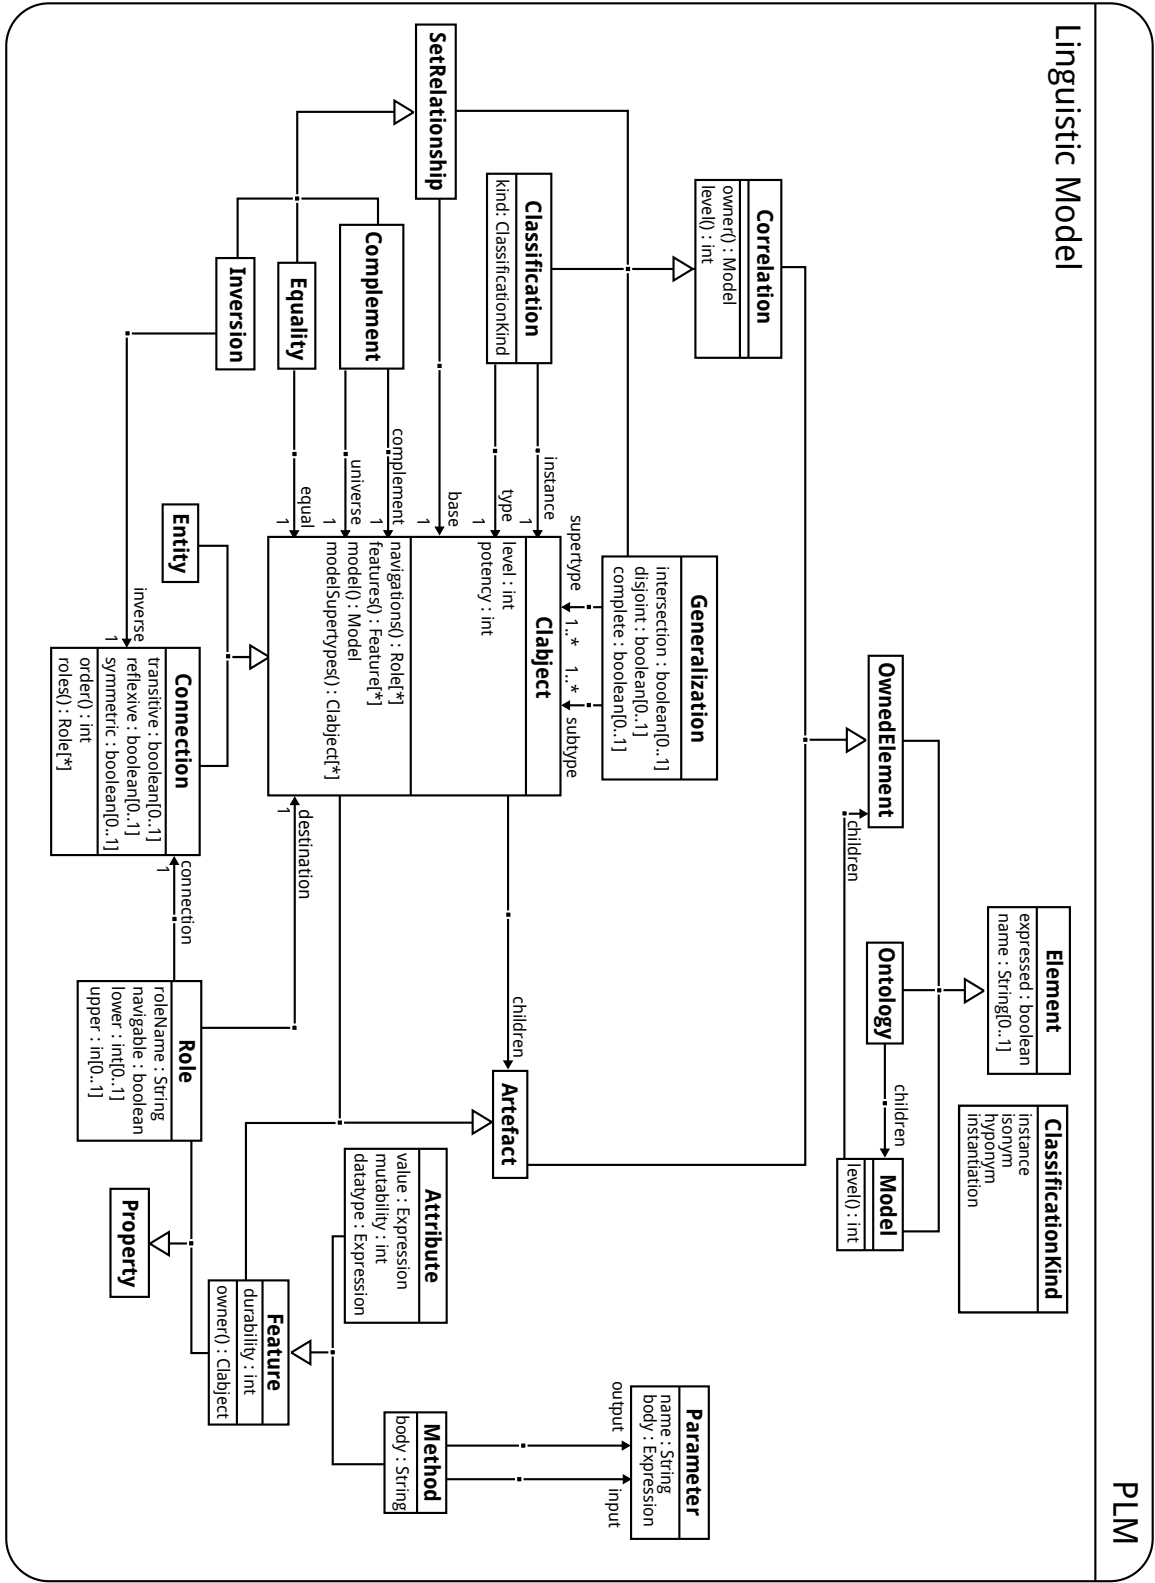 PLM
Linguistic Model
Element
expressed : boolean
name : String[0..1]
ClassificationKind
instance
isonym
hyponym
instantiation
OwnedElement
Ontology
children
Model
level() : int
children
Correlation
owner() : Model
level() : int
Generalization
intersection : boolean[0..1]
disjoint : boolean[0..1]
complete : boolean[0..1]
Parameter
name : String
body : Expression
output
input
supertype
1..*
1..*
subtype
Classification
kind: ClassificationKind
instance
1
type
1
Clabject
level : int
potency : int
navigations() : Role[*]
features() : Feature[*]
model() : Model
modelSupertypes() : Clabject[*]
children
Artefact
SetRelationship
base
1
Attribute
value : Expression
mutability : int
datatype : Expression
Method
body : String
Complement
complement
1
universe
1
Equality
equal
1
destination
1
Feature
durability : int
owner() : Clabject
Inversion
inverse
1
Entity
Connection
transitive : boolean[0..1]
reflexive : boolean[0..1]
symmetric : boolean[0..1]
order() : int
roles() : Role[*]
connection
1
Role
roleName : String
navigable : boolean
lower : int[0..1]
upper : in[0..1]
Property